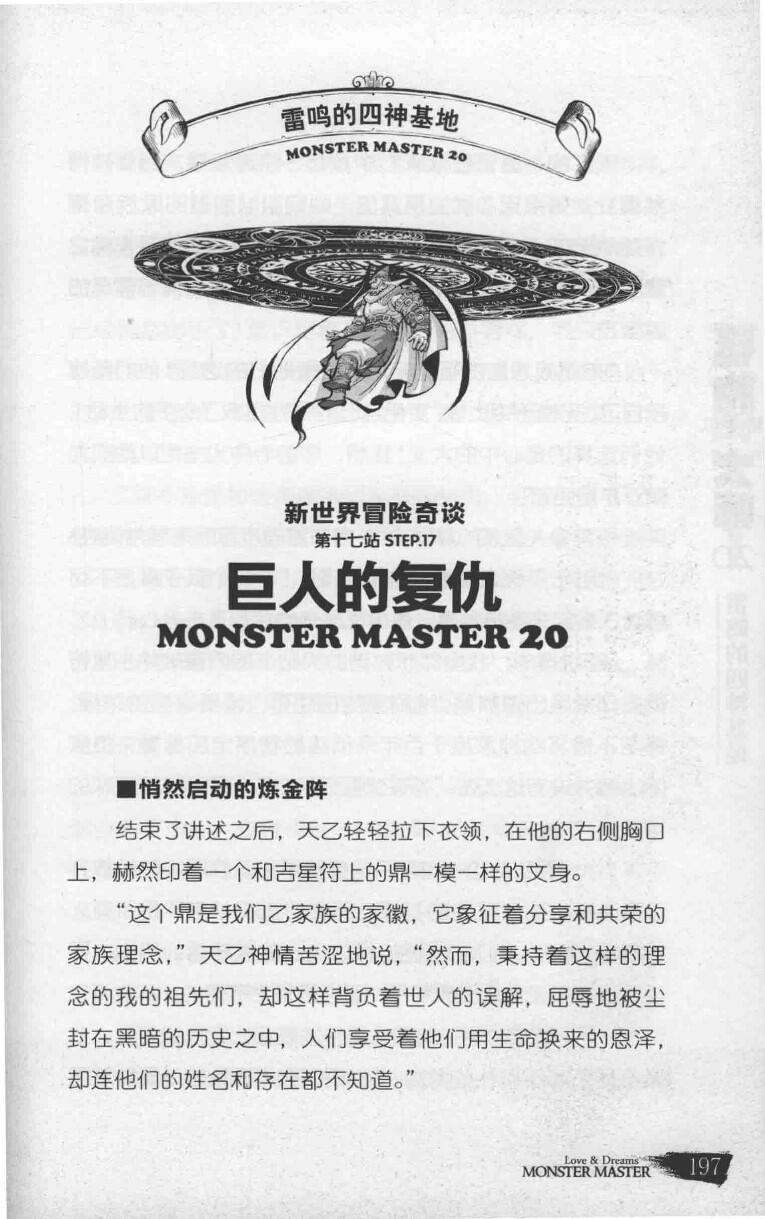 雷鸣的四神基地
MONSTER MASTER 20
新世界冒险奇谈
第十七站 STEP.17
巨人的复仇
MONSTER MASTER 20
■悄然启动的炼金阵
结束了讲述之后，天乙轻轻拉下衣领，在他的右侧胸口
上，赫然印着一个和吉星符上的鼎一模一样的文身。
“这个鼎是我们乙家族的家徽，它象征着分享和共荣的
家族理念，”天乙神情苦涩地说，“然而，秉持着这样的理
念的我的祖先们，却这样背负着世人的误解，屈辱地被尘
封在黑暗的历史之中，人们享受着他们用生命换来的恩泽，
却连他们的姓名和存在都不知道。”
Love & Dreams
MONSTER MASTER
197